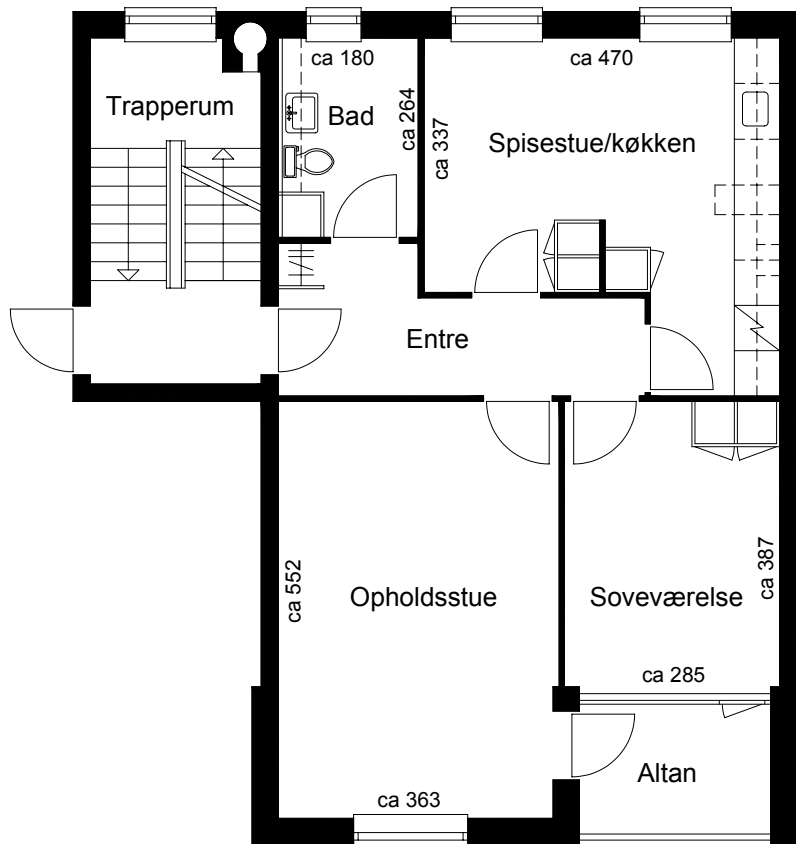 ca 180
ca 470
Trapperum
Bad
ca 264
ca 337
Spisestue/køkken
Entre
ca 552
Opholdsstue
Soveværelse
ca 387
ca 285
Altan
ca 363